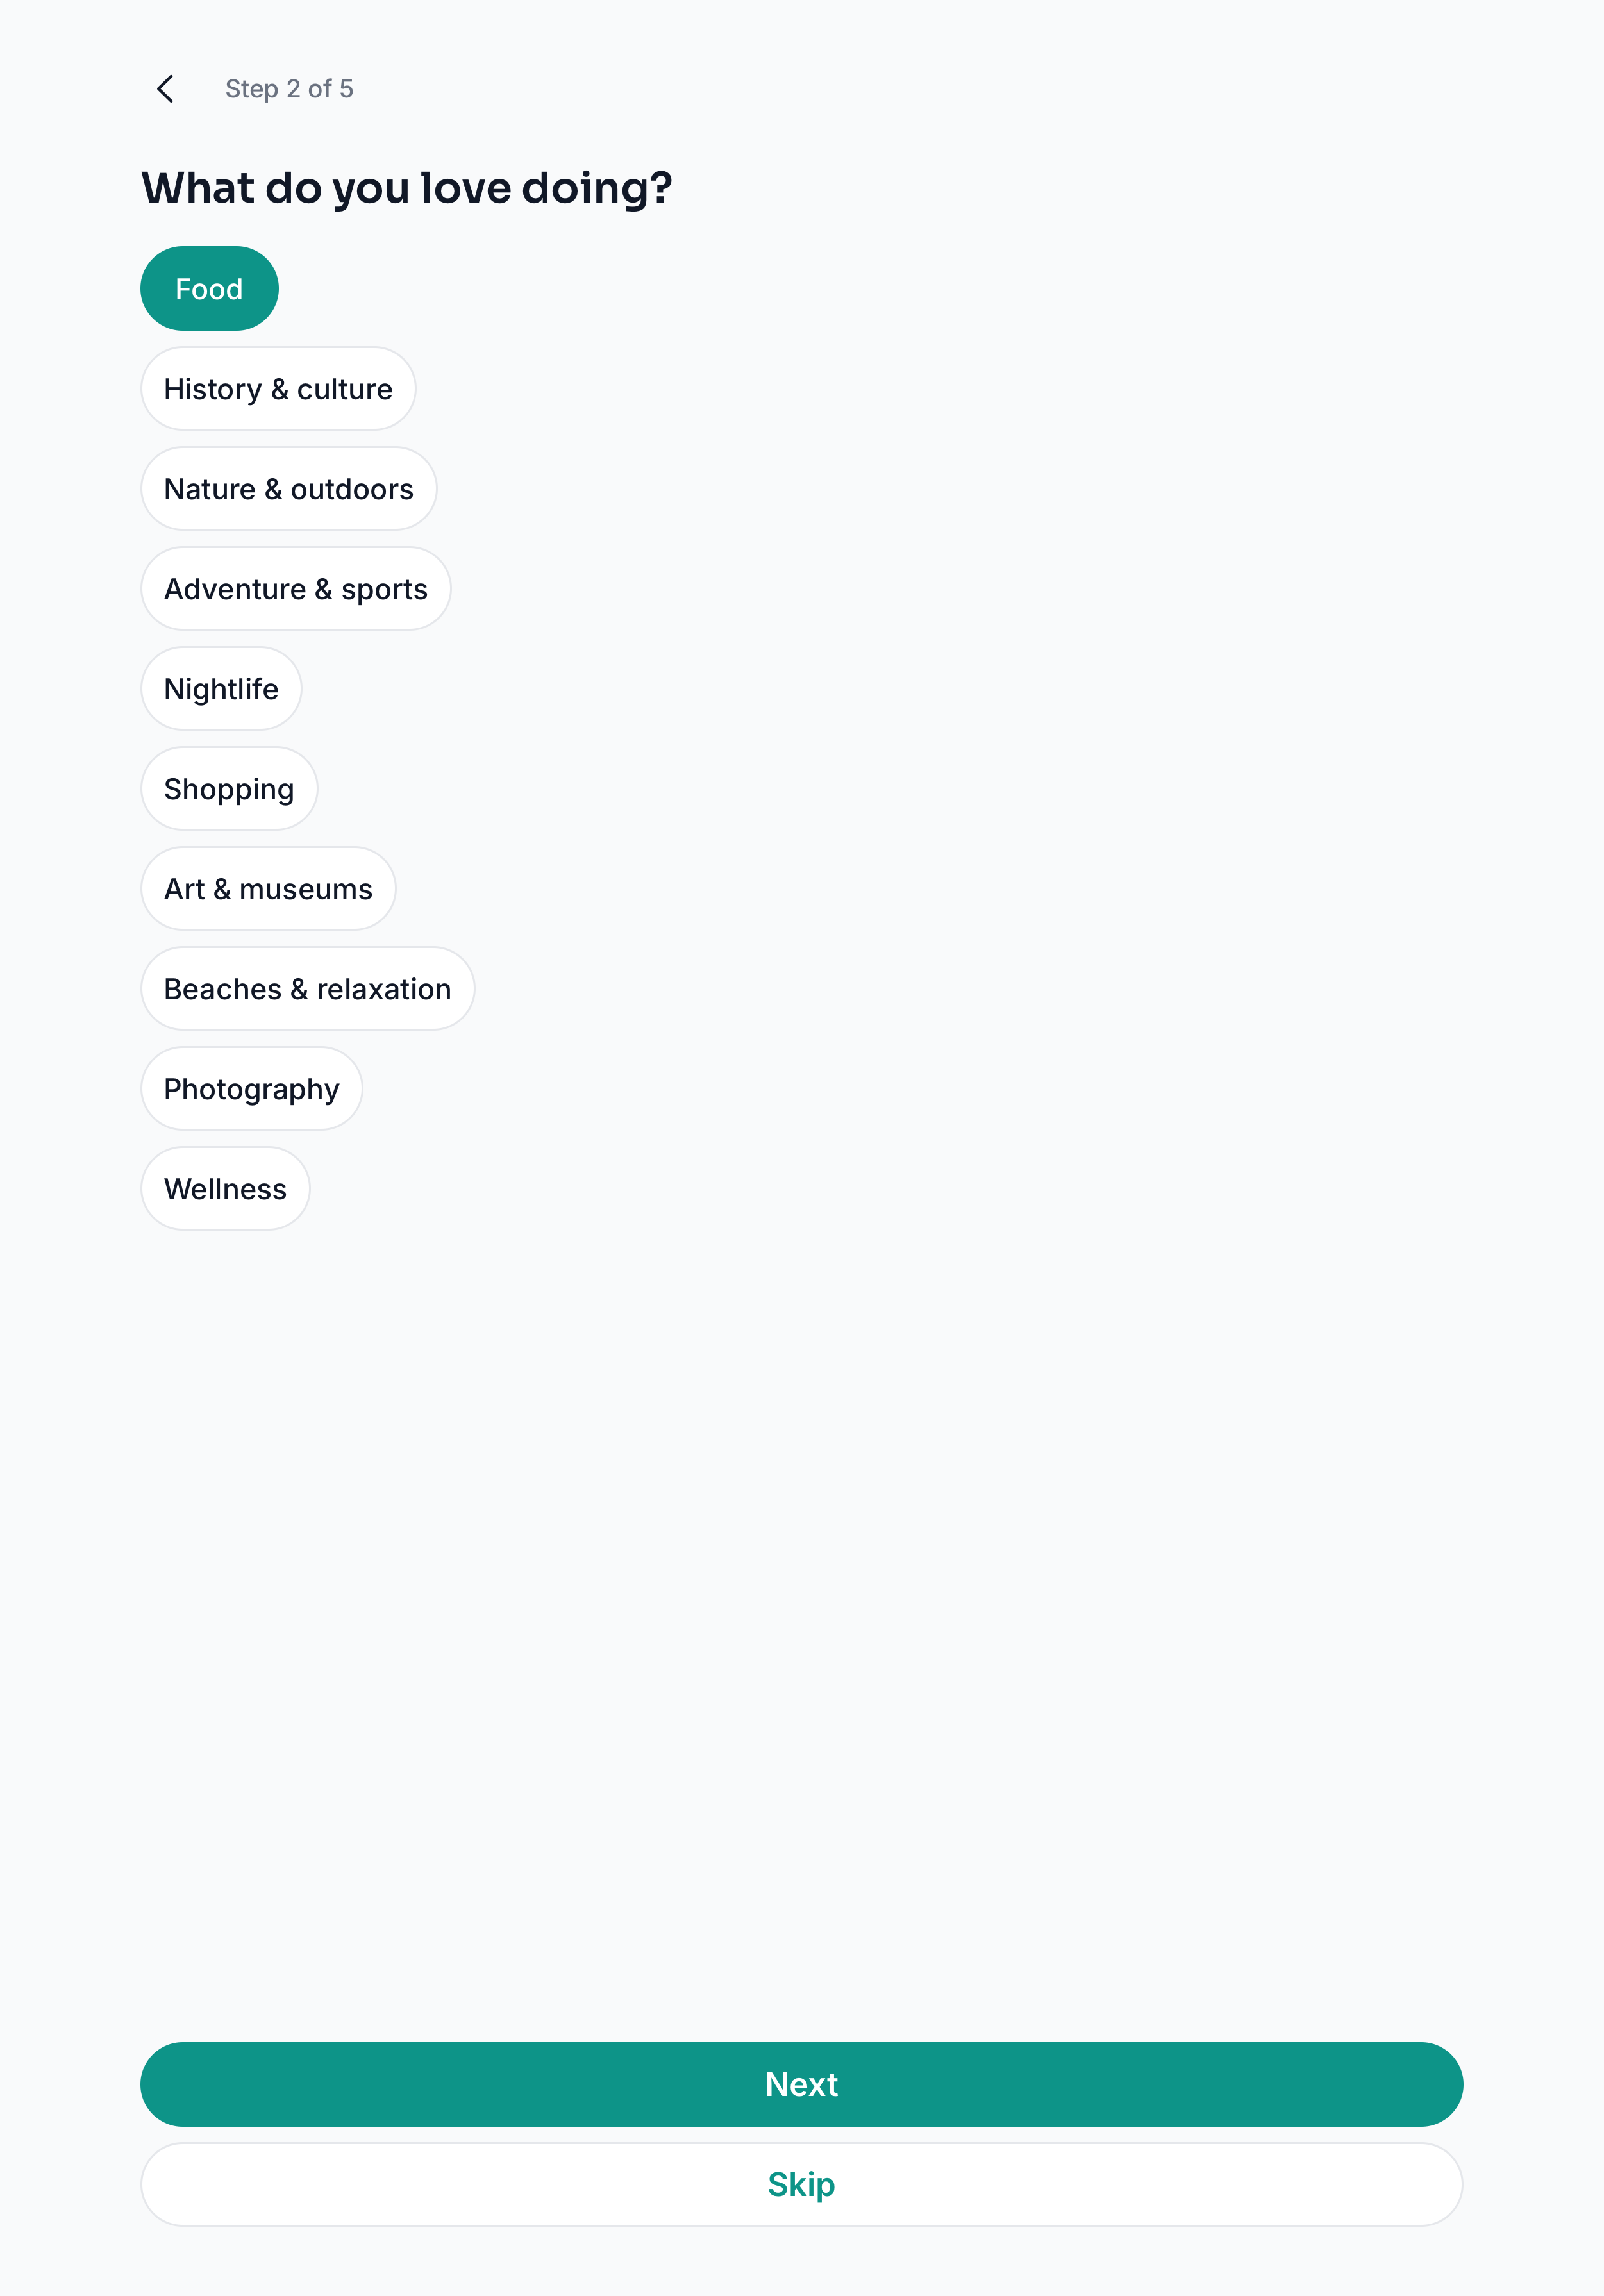 Step 2 of 5
What do you love doing?
Food
History & culture
Nature & outdoors
Adventure & sports
Nightlife
Shopping
Art & museums
Beaches & relaxation
Photography
Wellness
Next
Skip